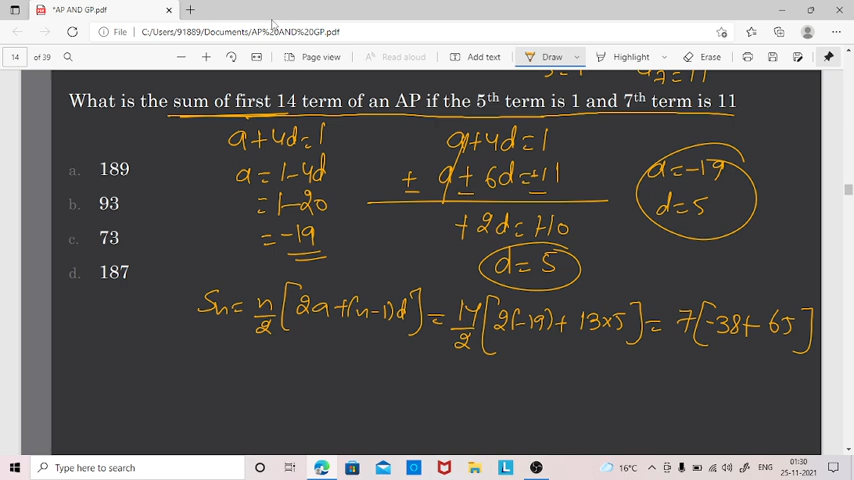 *AP AND GP.pdf
File C:/Users/91889/Documents/AP%20AND%20GP.pdf
14 of 39 Page view Read aloud Add text Draw Highlight Erase
a7=11
What is the sum of first 14 term of an AP if the 5th term is 1 and 7th term is 11
a+4d=1 a+4d=1
a. 189 a=1-4d ± a ± 6d=±11 a=-19
b. 93 =1-20 d=5
c. 73 =-19 +2d=+10
d. 187 d=5
Sn= n/2[2a+(n-1)d]= 14/2[2(-19)+13×5]= 7[-38+65]
Type here to search 16°C ENG 01:30
25-11-2021